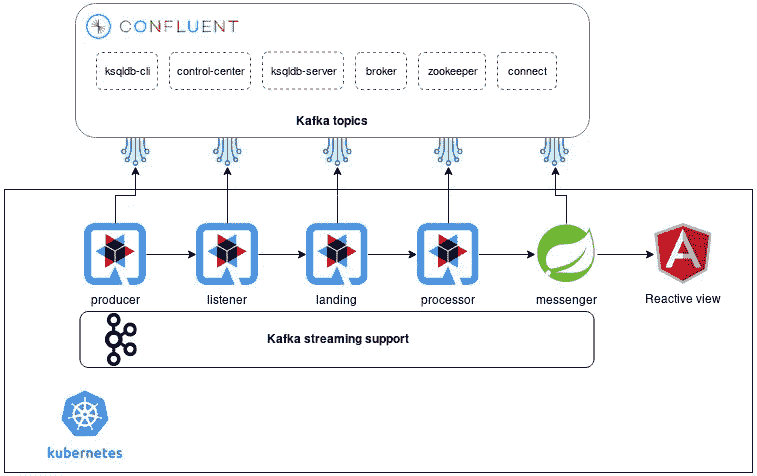 CONFLUENT
ksqldb-cli
control-center
ksqldb-server
broker
zookeeper
connect
Kafka topics
producer
listener
landing
processor
messenger
Reactive view
Kafka streaming support
kubernetes